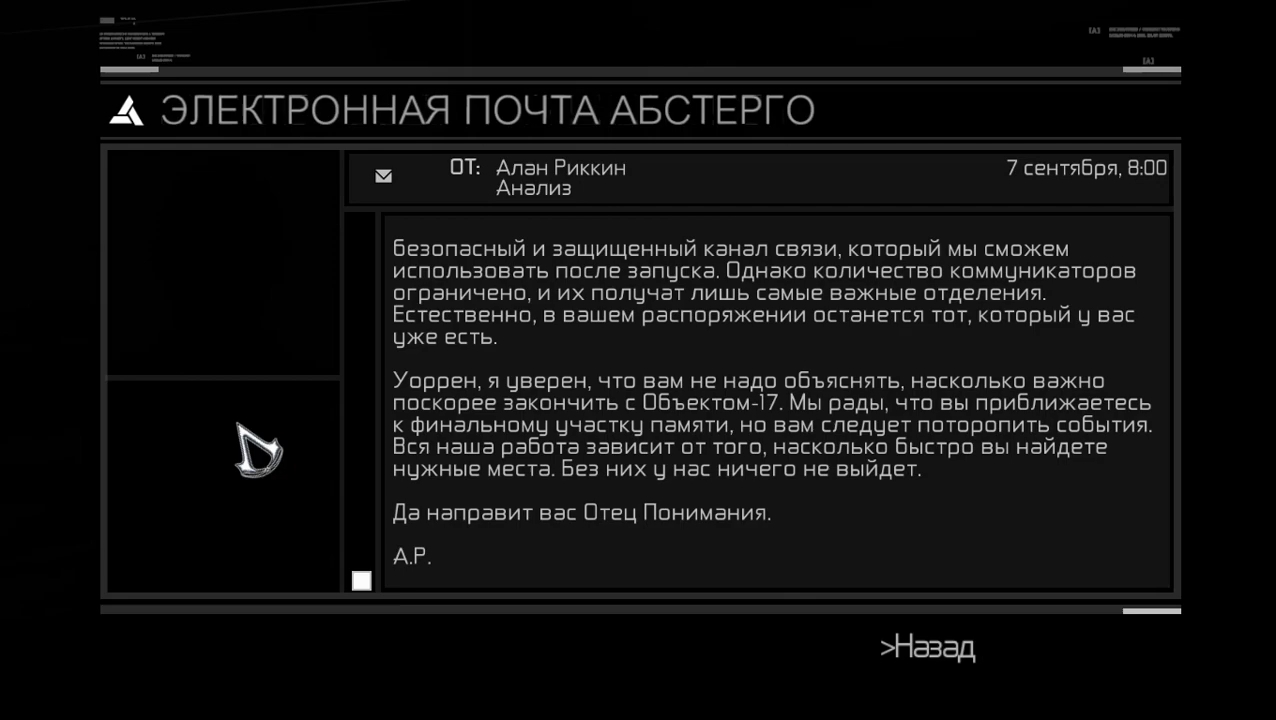 ЭЛЕКТРОННАЯ ПОЧТА АБСТЕРГО
ОТ: Алан Риккин
Анализ
7 сентября, 8:00
безопасный и защищенный канал связи, который мы сможем
использовать после запуска. Однако количество коммуникаторов
ограничено, и их получат лишь самые важные отделения.
Естественно, в вашем распоряжении останется тот, который у вас
уже есть.
Уоррен, я уверен, что вам не надо объяснять, насколько важно
поскорее закончить с Объектом-17. Мы рады, что вы приближаетесь
к финальному участку памяти, но вам следует поторопить события.
Вся наша работа зависит от того, насколько быстро вы найдете
нужные места. Без них у нас ничего не выйдет.
Да направит вас Отец Понимания.
А.Р.
>Назад